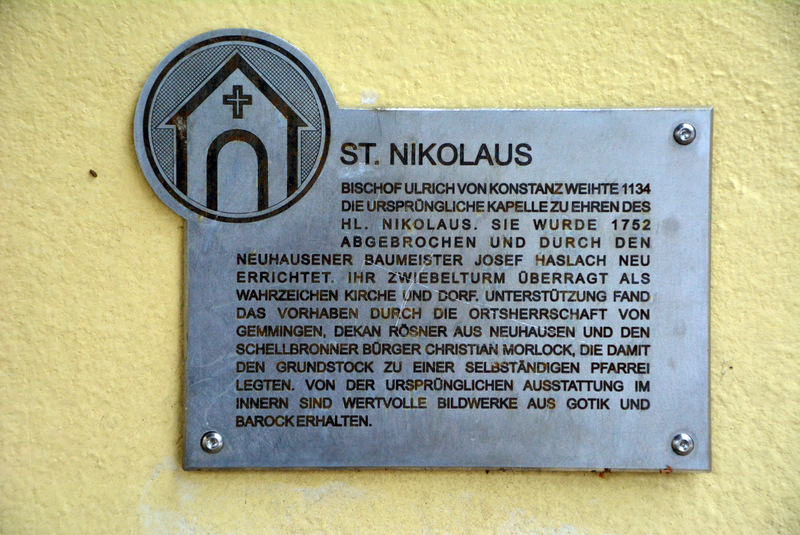 ST. NIKOLAUS
BISCHOF ULRICH VON KONSTANZ WEIHTE 1134
DIE URSPRÜNGLICHE KAPELLE ZU EHREN DES
HL. NIKOLAUS. SIE WURDE 1752
ABGEBROCHEN UND DURCH DEN
NEUHAUSENER BAUMEISTER JOSEF HASLACH NEU
ERRICHTET. IHR ZWIEBELTURM ÜBERRAGT ALS
WAHRZEICHEN KIRCHE UND DORF. UNTERSTÜTZUNG FAND
DAS VORHABEN DURCH DIE ORTSHERRSCHAFT VON
GEMMINGEN, DEKAN RÖSNER AUS NEUHAUSEN UND DEN
SCHELLBRONNER BÜRGER CHRISTIAN MORLOCK, DIE DAMIT
DEN GRUNDSTOCK ZU EINER SELBSTÄNDIGEN PFARREI
LEGTEN. VON DER URSPRÜNGLICHEN AUSSTATTUNG IM
INNERN SIND WERTVOLLE BILDWERKE AUS GOTIK UND
BAROCK ERHALTEN.